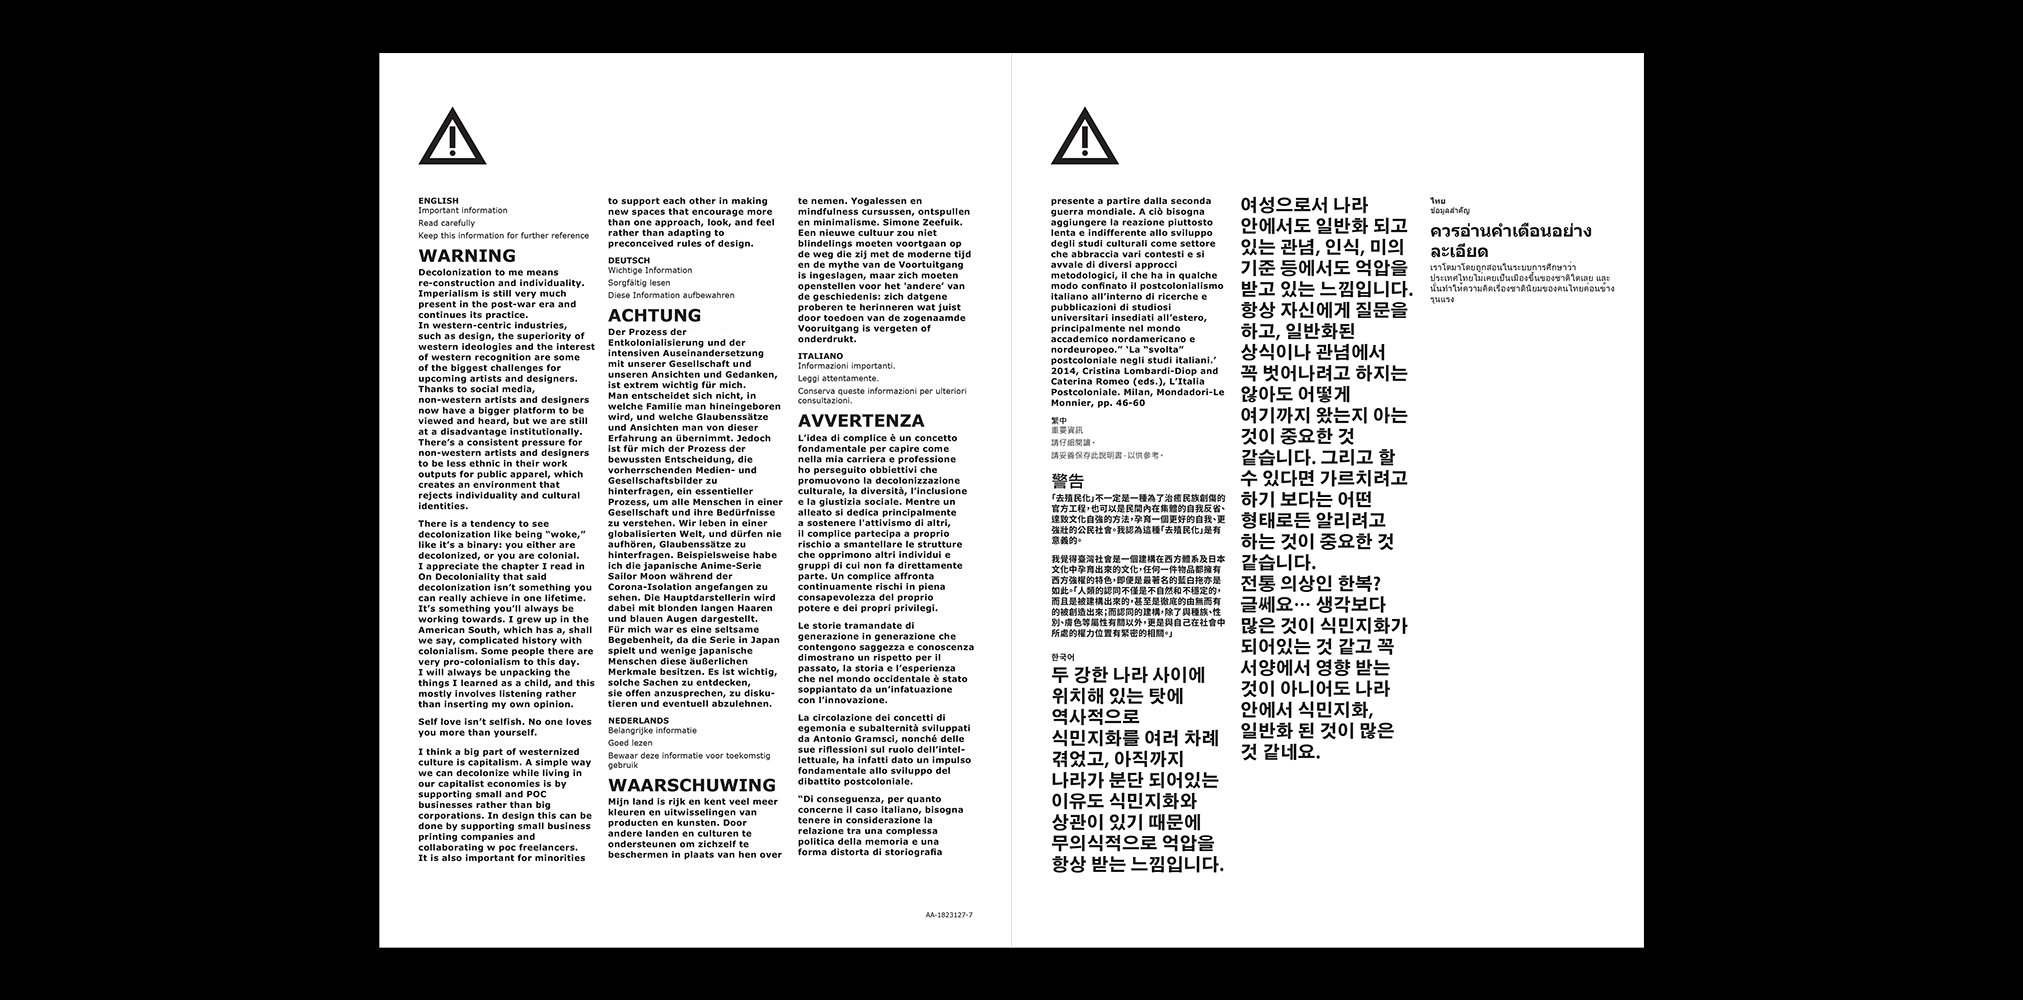 ENGLISH
Important information
Read carefully
Keep this information for further reference
WARNING
Decolonization to me means
re-construction and individuality.
Imperialism is still very much
present in the post-war era and
continues its practice.
In western-centric industries,
such as design, the superiority of
western ideologies and the interest
of western recognition are some
of the biggest challenges for
upcoming artists and designers.
Thanks to social media,
non-western artists and designers
now have a bigger platform to be
viewed and heard, but we are still
at a disadvantage institutionally.
There’s a consistent pressure for
non-western artists and designers
to be less ethnic in their work
outputs for public apparel, which
creates an environment that
rejects individuality and cultural
identities.
There is a tendency to see
decolonization like being “woke,”
like it’s a binary: you either are
decolonized, or you are colonial.
I appreciate the chapter I read in
On Decoloniality that said
decolonization isn’t something you
can really achieve in one lifetime.
It’s something you’ll always be
working towards. I grew up in the
American South, which has a, shall
we say, complicated history with
colonialism. Some people there are
very pro-colonialism to this day.
I will always be unpacking the
things I learned as a child, and this
mostly involves listening rather
than inserting my own opinion.
Self love isn’t selfish. No one loves
you more than yourself.
I think a big part of westernized
culture is capitalism. A simple way
we can decolonize while living in
our capitalist economies is by
supporting small and POC
businesses rather than big
corporations. In design this can be
done by supporting small business
printing companies and
collaborating w poc freelancers.
It is also important for minorities
to support each other in making
new spaces that encourage more
than one approach, look, and feel
rather than adapting to
preconceived rules of design.
DEUTSCH
Wichtige Information
Sorgfältig lesen
Diese Information aufbewahren
ACHTUNG
Der Prozess der
Entkolonialisierung und der
intensiven Auseinandersetzung
mit unserer Gesellschaft und
unseren Ansichten und Gedanken,
ist extrem wichtig für mich.
Man entscheidet sich nicht, in
welche Familie man hineingeboren
wird, und welche Glaubenssätze
und Ansichten man von dieser
Erfahrung an übernimmt. Jedoch
ist für mich der Prozess der
bewussten Entscheidung, die
vorherrschenden Medien- und
Gesellschaftsbilder zu
hinterfragen, ein essentieller
Prozess, um alle Menschen in einer
Gesellschaft und ihre Bedürfnisse
zu verstehen. Wir leben in einer
globalisierten Welt, und dürfen nie
aufhören, Glaubenssätze zu
hinterfragen. Beispielsweise habe
ich die japanische Anime-Serie
Sailor Moon während der
Corona-Isolation angefangen zu
sehen. Die Hauptdarstellerin wird
dabei mit blonden langen Haaren
und blauen Augen dargestellt.
Für mich war es eine seltsame
Begebenheit, da die Serie in Japan
spielt und wenige japanische
Menschen diese äußerlichen
Merkmale besitzen. Es ist wichtig,
solche Sachen zu entdecken,
sie offen anzusprechen, zu disku-
tieren und eventuell abzulehnen.
NEDERLANDS
Belangrijke informatie
Goed lezen
Bewaar deze informatie voor toekomstig
gebruik
WAARSCHUWING
Mijn land is rijk en kent veel meer
kleuren en uitwisselingen van
producten en kunsten. Door
andere landen en culturen te
ondersteunen om zichzelf te
beschermen in plaats van hen over
te nemen. Yogalessen en
mindfulness cursussen, ontspullen
en minimalisme. Simone Zeefuik.
Een nieuwe cultuur zou niet
blindelings moeten voortgaan op
de weg die zij met de moderne tijd
en de mythe van de Voortuitgang
is ingeslagen, maar zich moeten
openstellen voor het ‘andere’ van
de geschiedenis: zich datgene
proberen te herinneren wat juist
door toedoen van de zogenaamde
Vooruitgang is vergeten of
onderdrukt.
ITALIANO
Informazioni importanti.
Leggi attentamente.
Conserva queste informazioni per ulteriori
consultazioni.
AVVERTENZA
L’idea di complice è un concetto
fondamentale per capire come
nella mia carriera e professione
ho perseguito obbiettivi che
promuovono la decolonizzazione
culturale, la diversità, l’inclusione
e la giustizia sociale. Mentre un
alleato si dedica principalmente
a sostenere l'attivismo di altri,
il complice partecipa a proprio
rischio a smantellare le strutture
che opprimono altri individui e
gruppi di cui non fa direttamente
parte. Un complice affronta
continuamente rischi in piena
consapevolezza del proprio
potere e dei propri privilegi.
Le storie tramandate di
generazione in generazione che
contengono saggezza e conoscenza
dimostrano un rispetto per il
passato, la storia e l’esperienza
che nel mondo occidentale è stato
soppiantato da un’infatuazione
con l’innovazione.
La circolazione dei concetti di
egemonia e subalternità sviluppati
da Antonio Gramsci, nonché delle
sue riflessioni sul ruolo dell’intel-
lettuale, ha infatti dato un impulso
fondamentale allo sviluppo del
dibattito postcoloniale.
“Di conseguenza, per quanto
concerne il caso italiano, bisogna
tenere in considerazione la
relazione tra una complessa
politica della memoria e una
forma distorta di storiografia
AA-1823127-7
presente a partire dalla seconda
guerra mondiale. A ciò bisogna
aggiungere la reazione piuttosto
lenta e indifferente allo sviluppo
degli studi culturali come settore
che abbraccia vari contesti e si
avvale di diversi approcci
metodologici, il che ha in qualche
modo confinato il postcolonialismo
italiano all’interno di ricerche e
pubblicazioni di studiosi
universitari insediati all’estero,
principalmente nel mondo
accademico nordamericano e
nordeuropeo.” ‘La “svolta”
postcoloniale negli studi italiani.’
2014, Cristina Lombardi-Diop and
Caterina Romeo (eds.), L’Italia
Postcoloniale. Milan, Mondadori-Le
Monnier, pp. 46-60
繁中
重要資訊
請仔細閱讀。
請妥善保存此說明書，以供參考。
警告
「去殖民化」不一定是一種為了治癒民族創傷的
官方工程，也可以是民間內在集體的自我反省、
達致文化自強的方法，孕育一個更好的自我、更
強壯的公民社會。我認為這種「去殖民化」是有
意義的。
我覺得臺灣社會是一個建構在西方體系及日本
文化中孕育出來的文化，任何一件物品都擁有
西方強權的特色，即便是最著名的藍白拖亦是
如此。「人類的認同不僅是不自然和不穩定的，
而且是被建構出來的，甚至是徹底的由無而有
的被創造出來；而認同的建構，除了與種族、性
別、膚色等屬性有關以外，更是與自己在社會中
所處的權力位置有緊密的相關。」
한국어
두 강한 나라 사이에
위치해 있는 탓에
역사적으로
식민지화를 여러 차례
겪었고, 아직까지
나라가 분단 되어있는
이유도 식민지화와
상관이 있기 때문에
무의식적으로 억압을
항상 받는 느낌입니다.
여성으로서 나라
안에서도 일반화 되고
있는 관념, 인식, 미의
기준 등에서도 억압을
받고 있는 느낌입니다.
항상 자신에게 질문을
하고, 일반화된
상식이나 관념에서
꼭 벗어나려고 하지는
않아도 어떻게
여기까지 왔는지 아는
것이 중요한 것
같습니다. 그리고 할
수 있다면 가르치려고
하기 보다는 어떤
형태로든 알리려고
하는 것이 중요한 것
같습니다.
전통 의상인 한복?
글쎄요… 생각보다
많은 것이 식민지화가
되어있는 것 같고 꼭
서양에서 영향 받는
것이 아니어도 나라
안에서 식민지화,
일반화 된 것이 많은
것 같네요.
ไทย
ข้อมูลสำคัญ
ควรอ่านคำเตือนอย่าง
ละเอียด
เราโตมาโดยถูกสอนในระบบการศึกษาว่า
ประเทศไทยไม่เคยเป็นเมืองขึ้นของชาติใดเลย และ
นั่นทำให้ความคิดเรื่องชาตินิยมของคนไทยค่อนข้าง
รุนแรง